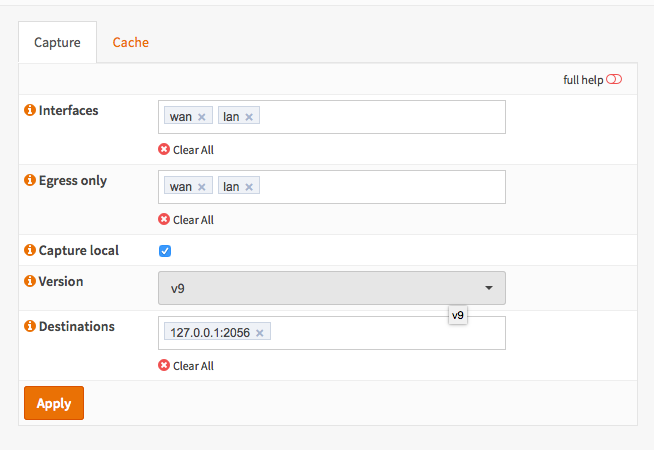 Capture Cache
full help
Interfaces wan × lan ×
Clear All
Egress only wan × lan ×
Clear All
Capture local
Version v9
v9
Destinations 127.0.0.1:2056 ×
Clear All
Apply